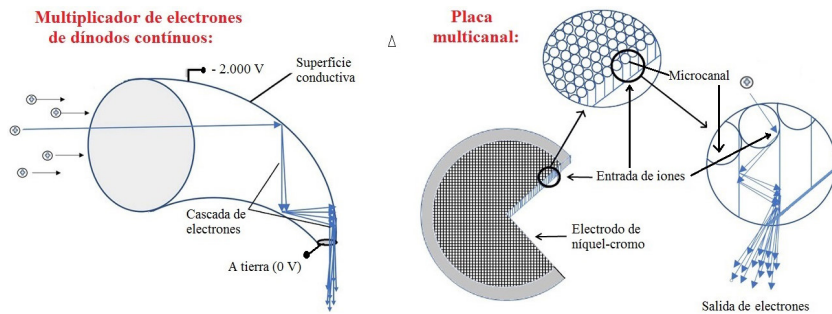 Multiplicador de electrones
de dínodos contínuos:
- 2.000 V
Superficie
conductiva
Cascada de
electrones
A tierra (0 V)
Placa
multicanal:
Microcanal
Entrada de iones
Electrodo de
níquel-cromo
Salida de electrones